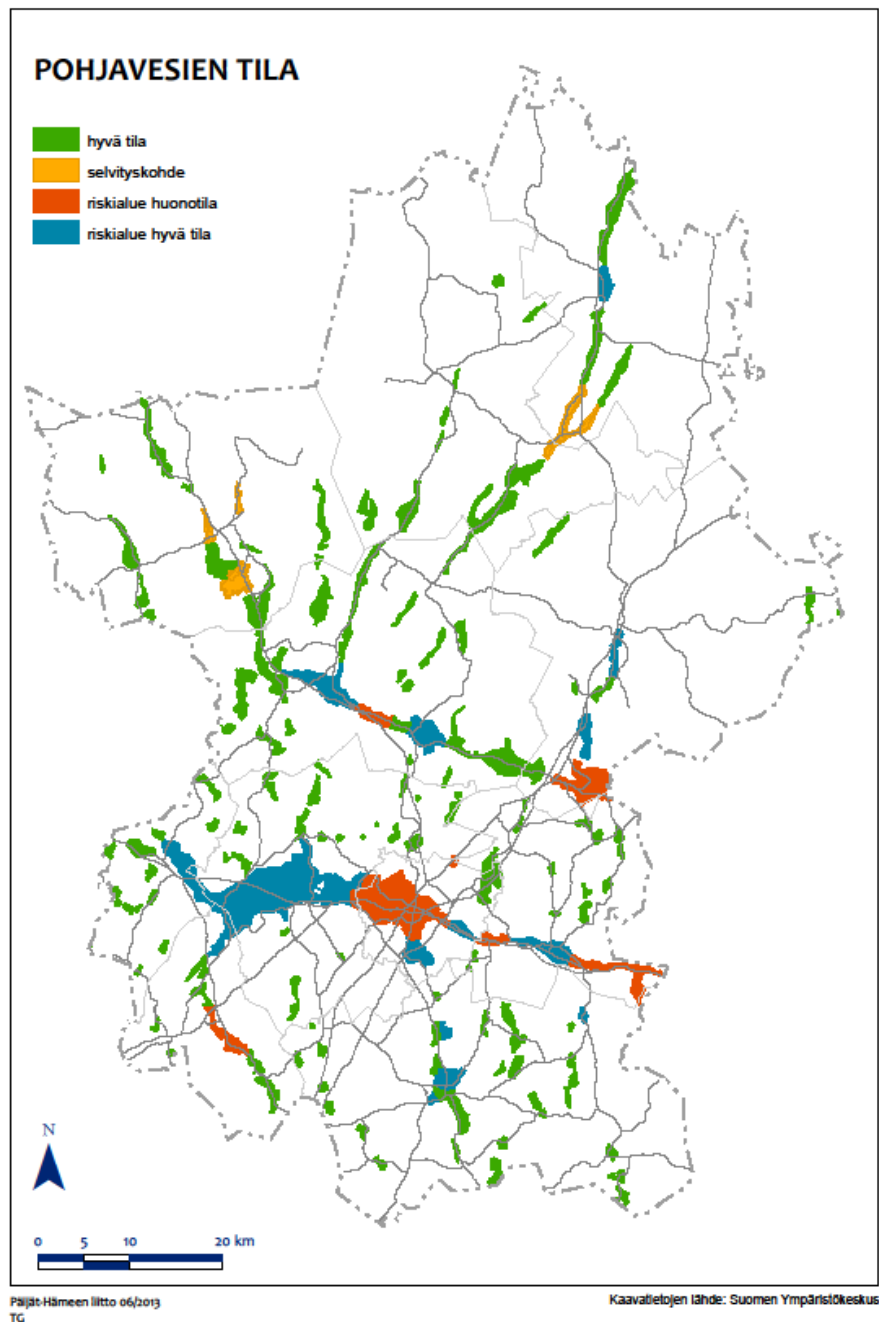 POHJAVESIEN TILA
hyvä tila
selvityskohde
riskialue huonotila
riskialue hyvä tila
N
0 5 10 20 km
Päijät-Hämeen liitto 06/2013
TG
Kaavatietojen lähde: Suomen Ympäristökeskus